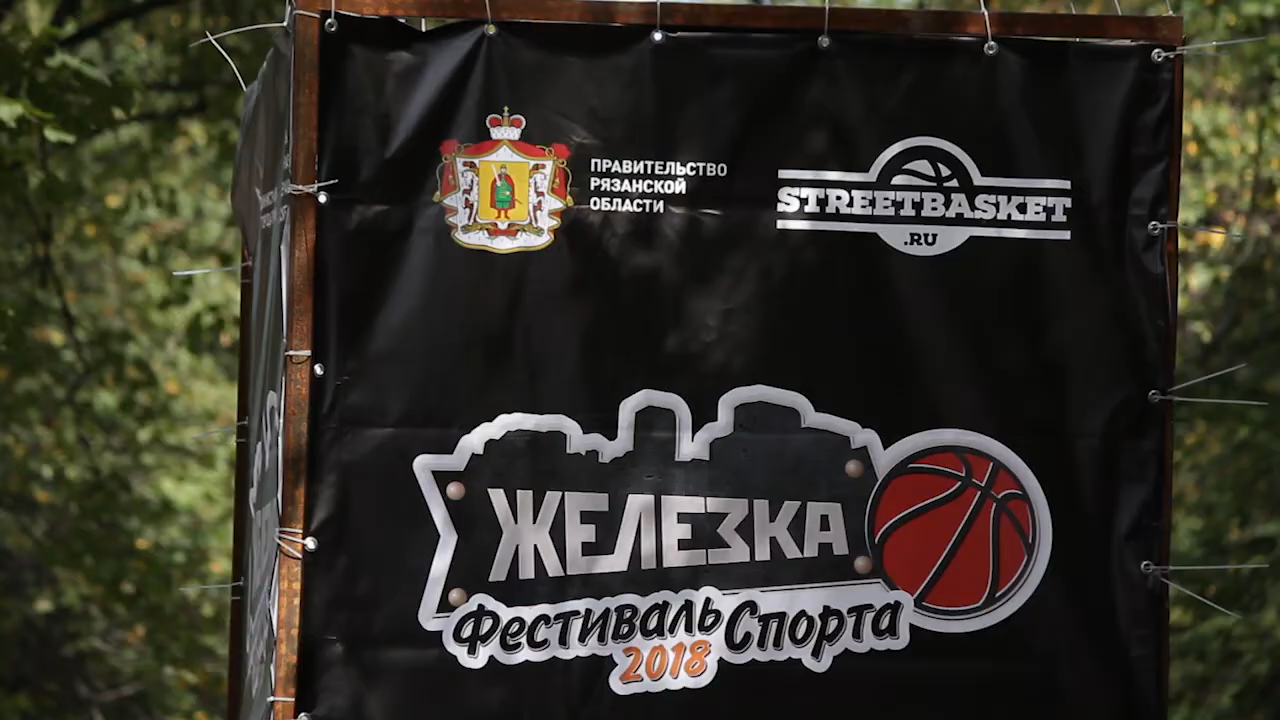 ПРАВИТЕЛЬСТВО
РЯЗАНСКОЙ
ОБЛАСТИ
STREETBASKET
.RU
ЖЕЛЕЗКА
Фестиваль Спорта
2018